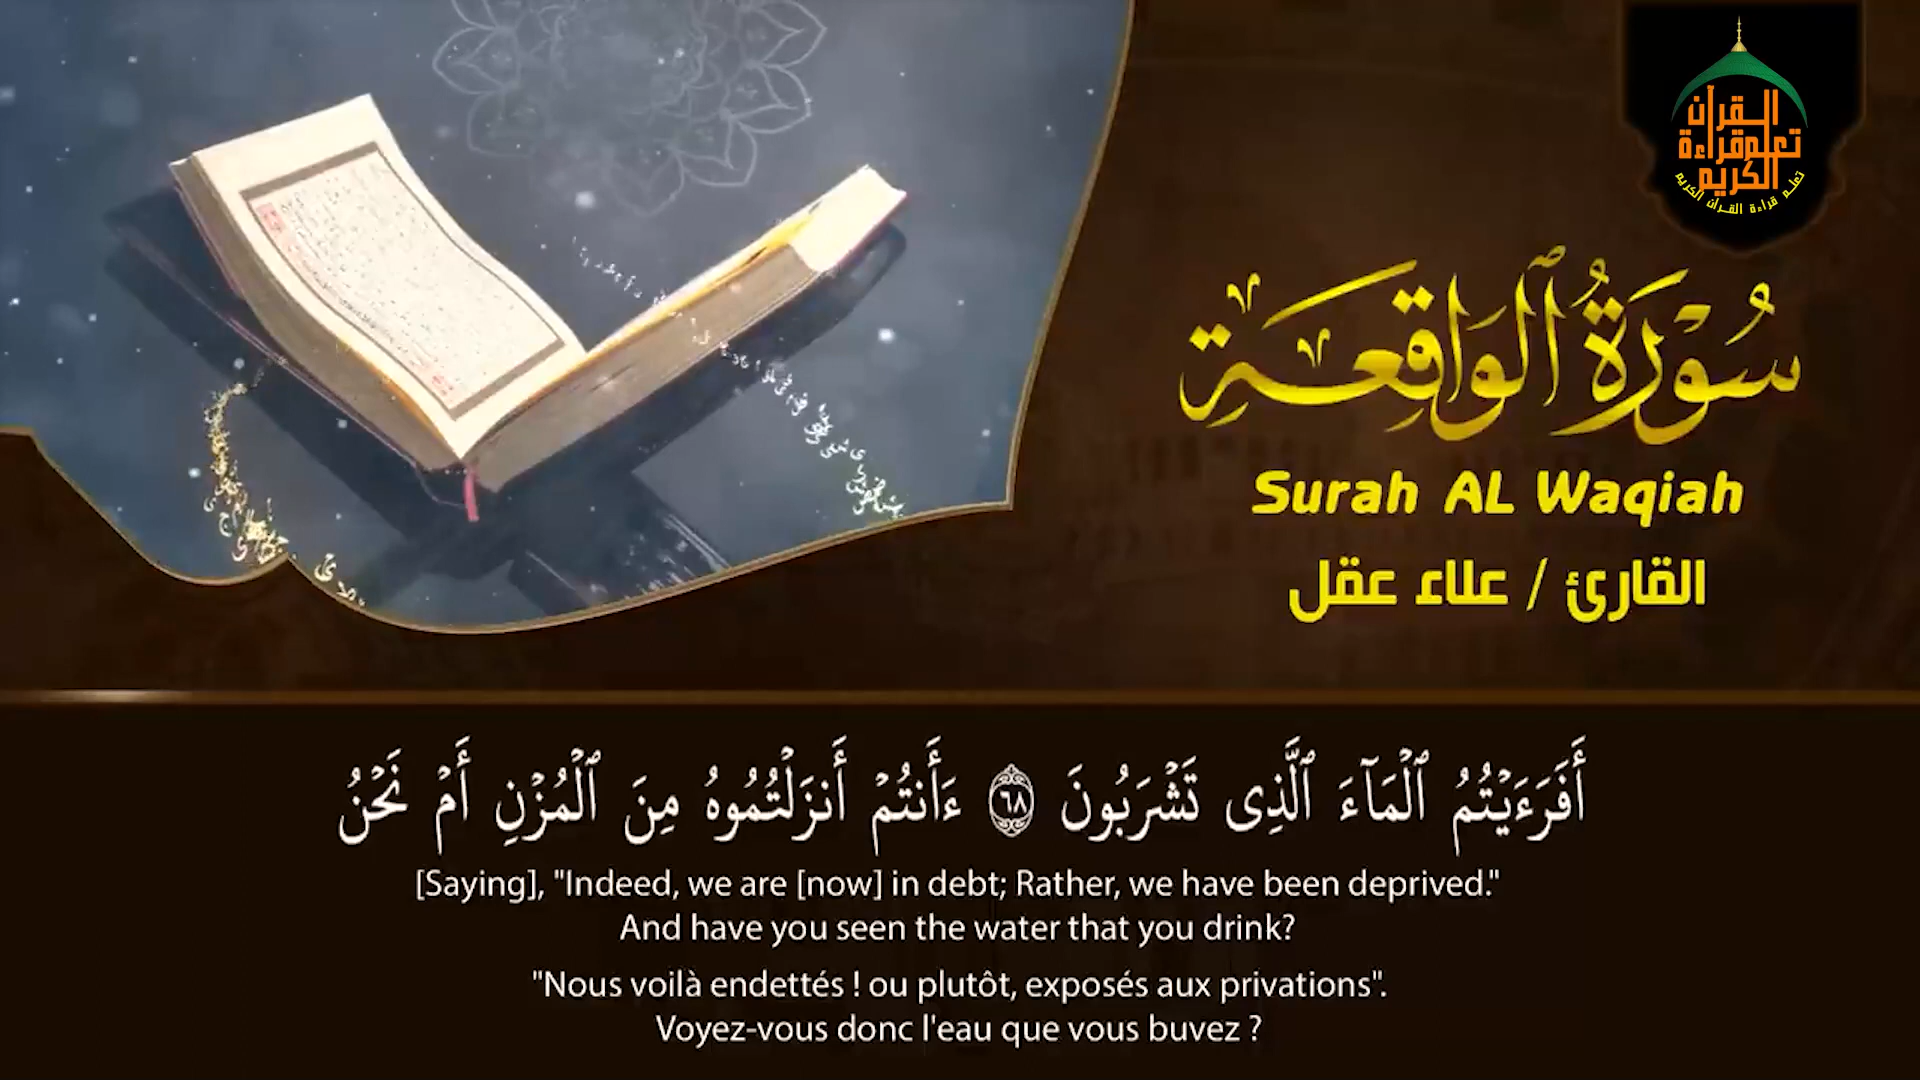 القرآن
تعلم قراءة
الكريم
تعلم قراءة القرآن الكريم
سُورَةُ ٱلْوَاقِعَة
Surah AL Waqiah
القارئ / علاء عقل
أَفَرَءَيْتُمُ ٱلْمَآءَ ٱلَّذِى تَشْرَبُونَ ٦٨ ءَأَنتُمْ أَنزَلْتُمُوهُ مِنَ ٱلْمُزْنِ أَمْ نَحْنُ
[Saying], "Indeed, we are [now] in debt; Rather, we have been deprived."
And have you seen the water that you drink?
"Nous voilà endettés ! ou plutôt, exposés aux privations".
Voyez-vous donc l'eau que vous buvez ?